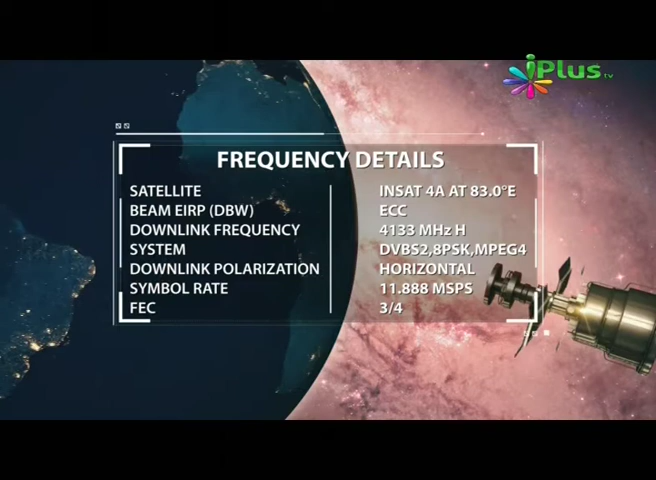 iPlus tv
FREQUENCY DETAILS
SATELLITE INSAT 4A AT 83.0°E
BEAM EIRP (DBW) ECC
DOWNLINK FREQUENCY 4133 MHz H
SYSTEM DVBS2,8PSK,MPEG4
DOWNLINK POLARIZATION HORIZONTAL
SYMBOL RATE 11.888 MSPS
FEC 3/4